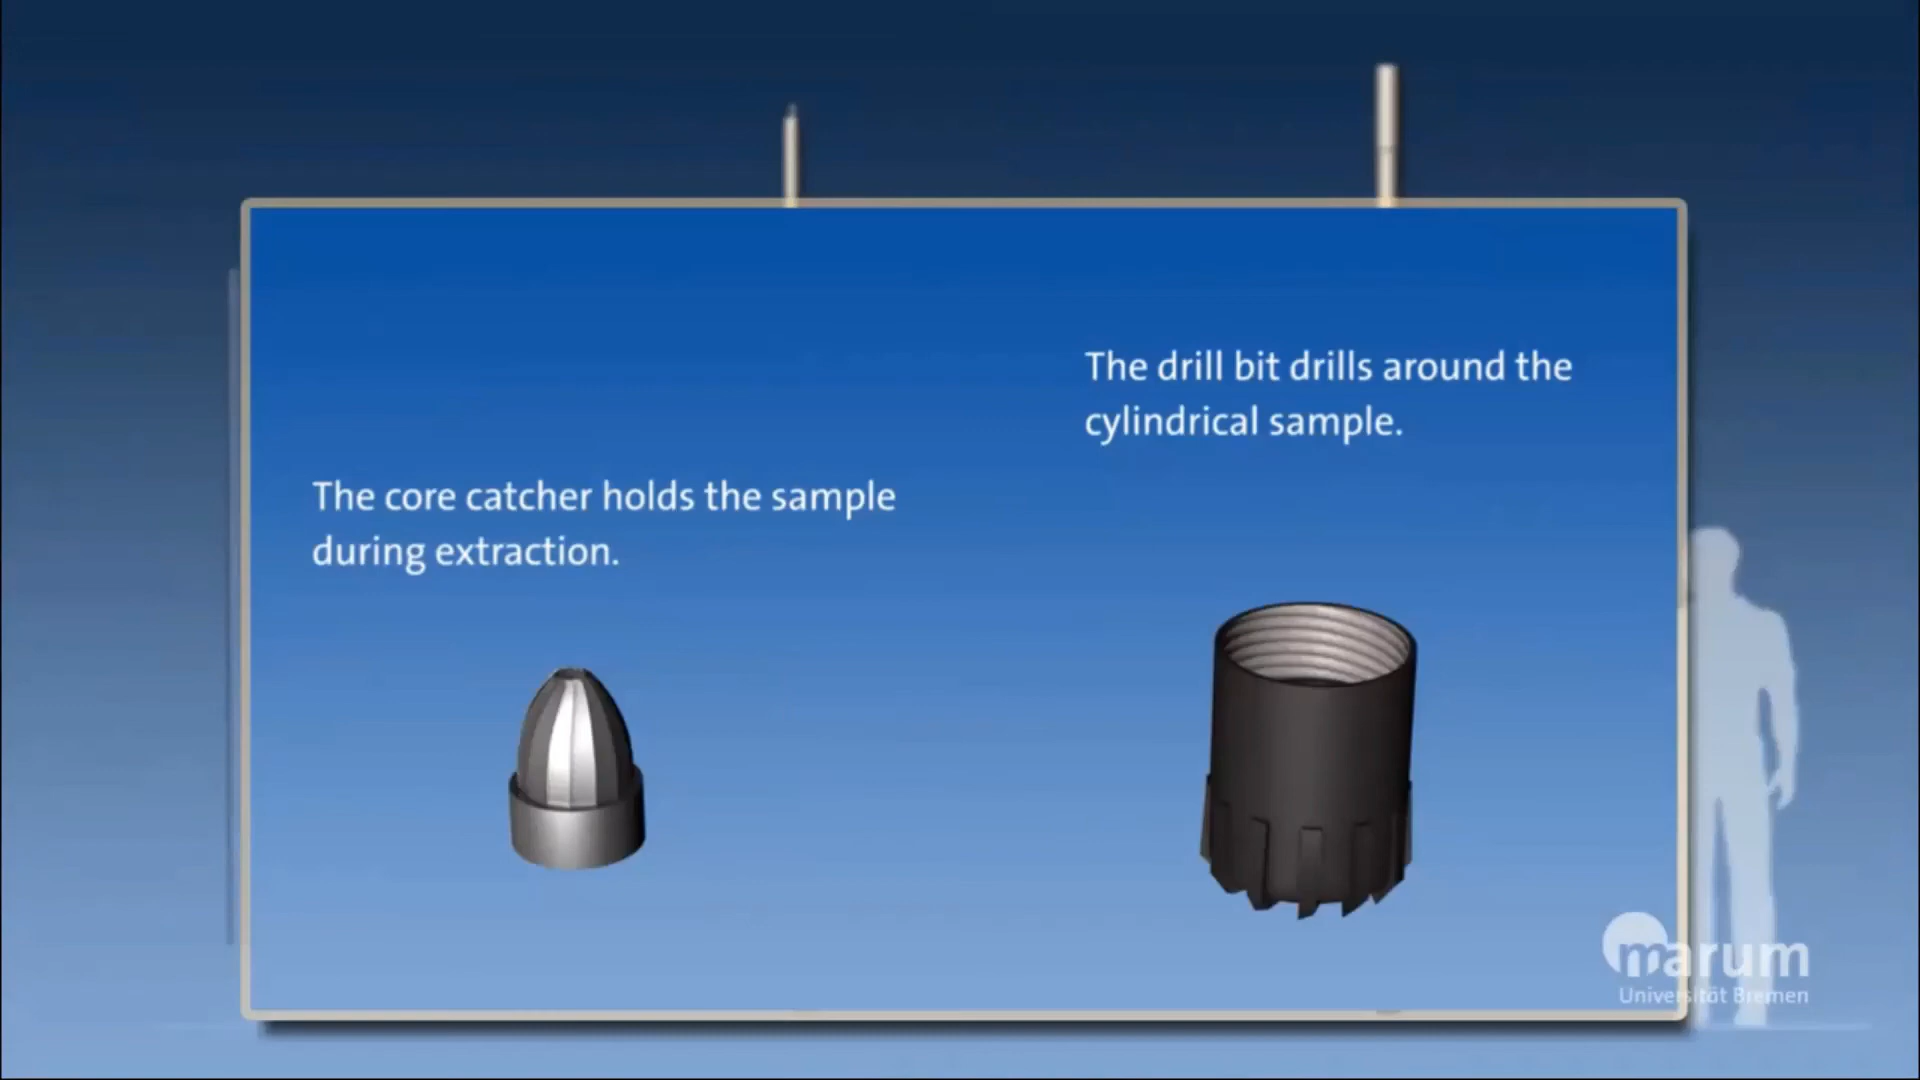 The drill bit drills around the
cylindrical sample.
The core catcher holds the sample
during extraction.
marum
Universität Bremen